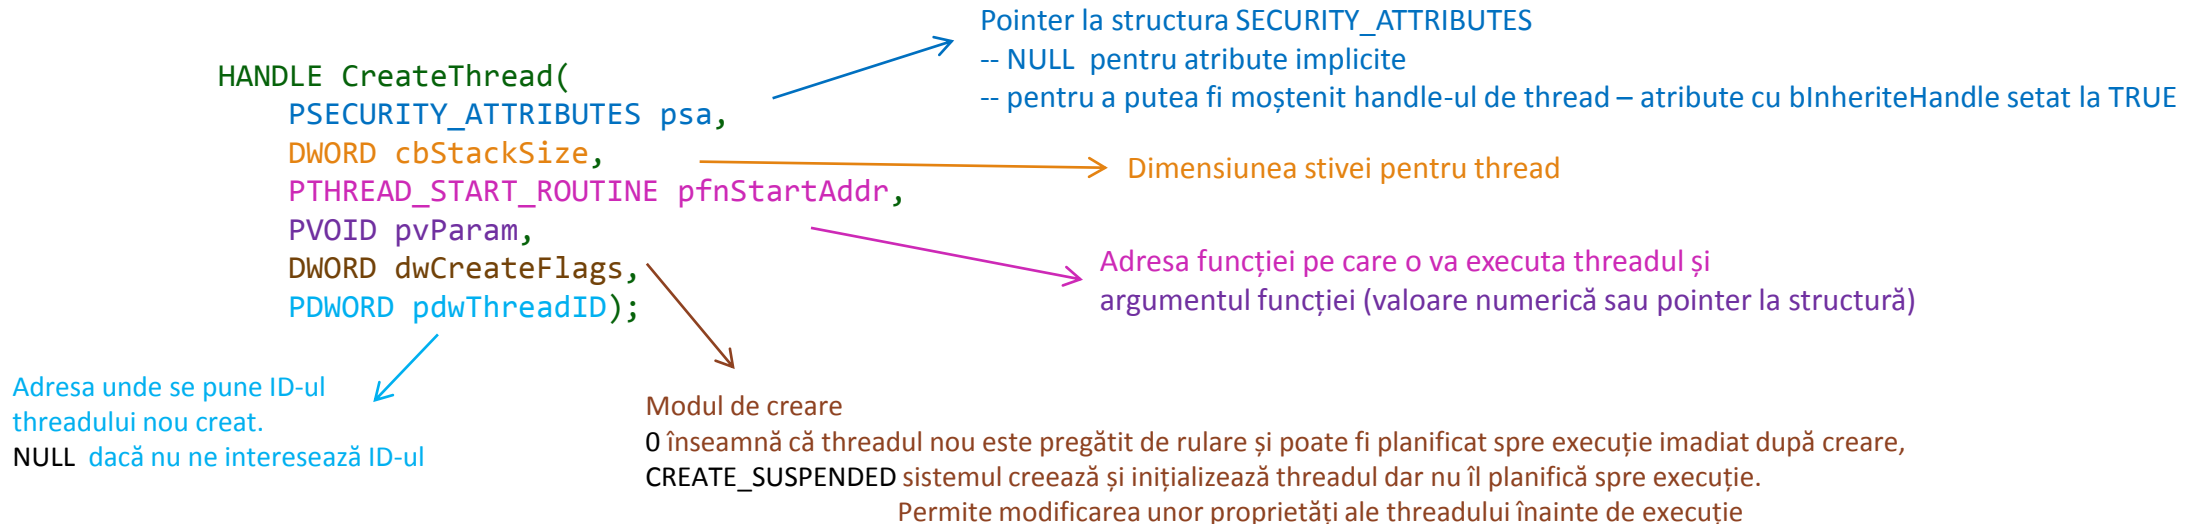 Pointer la structura SECURITY_ATTRIBUTES
-- NULL pentru atribute implicite
-- pentru a putea fi moștenit handle-ul de thread – atribute cu bInheriteHandle setat la TRUE
HANDLE CreateThread(
PSECURITY_ATTRIBUTES psa,
DWORD cbStackSize,
PTHREAD_START_ROUTINE pfnStartAddr,
PVOID pvParam,
DWORD dwCreateFlags,
PDWORD pdwThreadID);
Dimensiunea stivei pentru thread
Adresa funcției pe care o va executa threadul și
argumentul funcției (valoare numerică sau pointer la structură)
Adresa unde se pune ID-ul
threadului nou creat.
NULL dacă nu ne interesează ID-ul
Modul de creare
0 înseamnă că threadul nou este pregătit de rulare și poate fi planificat spre execuție imadiat după creare,
CREATE_SUSPENDED sistemul creează și inițializează threadul dar nu îl planifică spre execuție.
Permite modificarea unor proprietăți ale threadului înainte de execuție